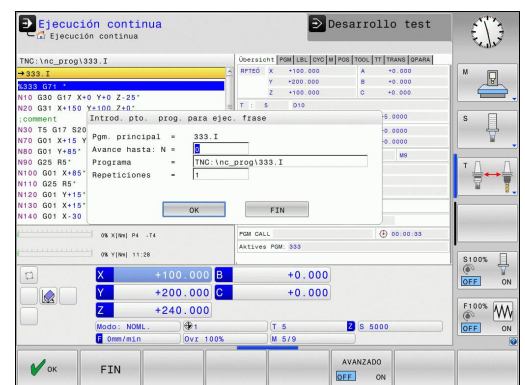 Ejecución continua
Ejecución continua
Desarrollo test
TNC:\nc_prog\333.I
→333.I
%333 G71 *
N10 G30 G17 X+0 Y+0 Z-25*
N20 G31 X+150 Y+100 Z+0*
;comment
N30 T5 G17 S20
N70 G01 X+15 Y
N80 G01 Y+85*
N90 G25 R5*
N100 G01 X+85*
N110 G25 R5*
N120 G01 Y+15*
N130 G01 X+15*
N140 G01 X-30
Übersicht PGM LBL CYC M POS TOOL TT TRANS QPARA
RFTEO X +100.000 A +0.000
Y +200.000 B +0.000
Z +100.000 C +0.000
T : 5 D10
0.0000
0.0000
M9
Introd. pto. prog. para ejec. frase
Pgm. principal = 333.I
Avance hasta: N = 0
Programa = TNC:\nc_prog\333.I
Repeticiones = 1
OK FIN
PGM CALL 00:00:33
Aktives PGM: 333
0% X[Nm] P4 -T4
0% Y[Nm] 11:28
X +100.000 B +0.000
Y +200.000 C +0.000
Z +240.000
Modo: NOML. 1 T 5 Z S 5000
F 0mm/min Ovr 100% M 5/9
M
S
T
S100%
OFF ON
F100%
OFF ON
OK FIN AVANZADO
OFF ON